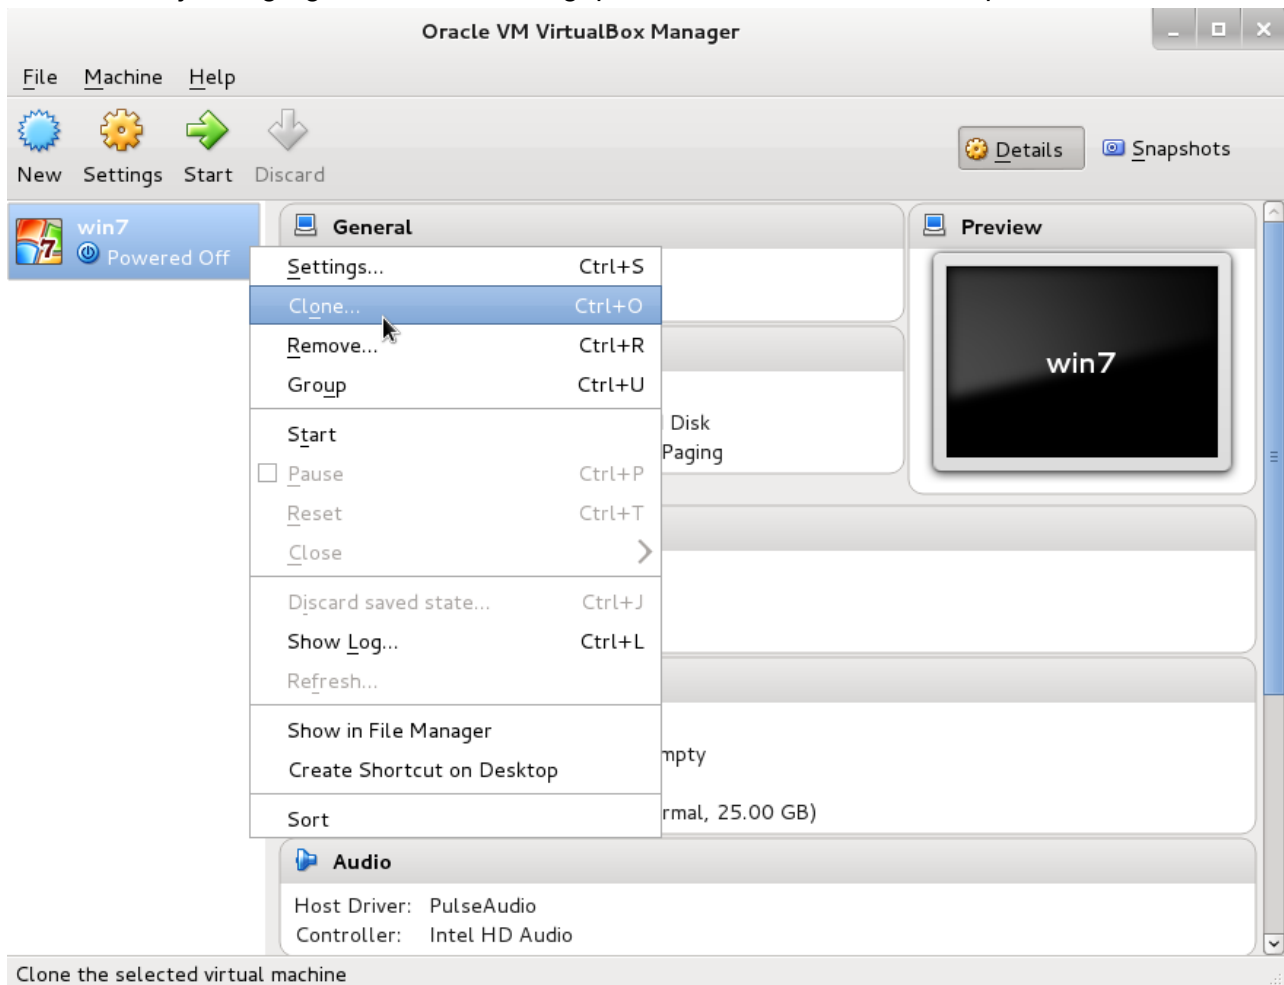 Oracle VM VirtualBox Manager
File Machine Help
New Settings Start Discard
Details Snapshots
win7
Powered Off
General
Preview
win7
Settings... Ctrl+S
Clone... Ctrl+O
Remove... Ctrl+R
Group Ctrl+U
Start
Pause Ctrl+P
Reset Ctrl+T
Close
Discard saved state... Ctrl+J
Show Log... Ctrl+L
Refresh...
Show in File Manager
Create Shortcut on Desktop
Sort
Disk
Paging
mpty
rmal, 25.00 GB)
Audio
Host Driver: PulseAudio
Controller: Intel HD Audio
Clone the selected virtual machine